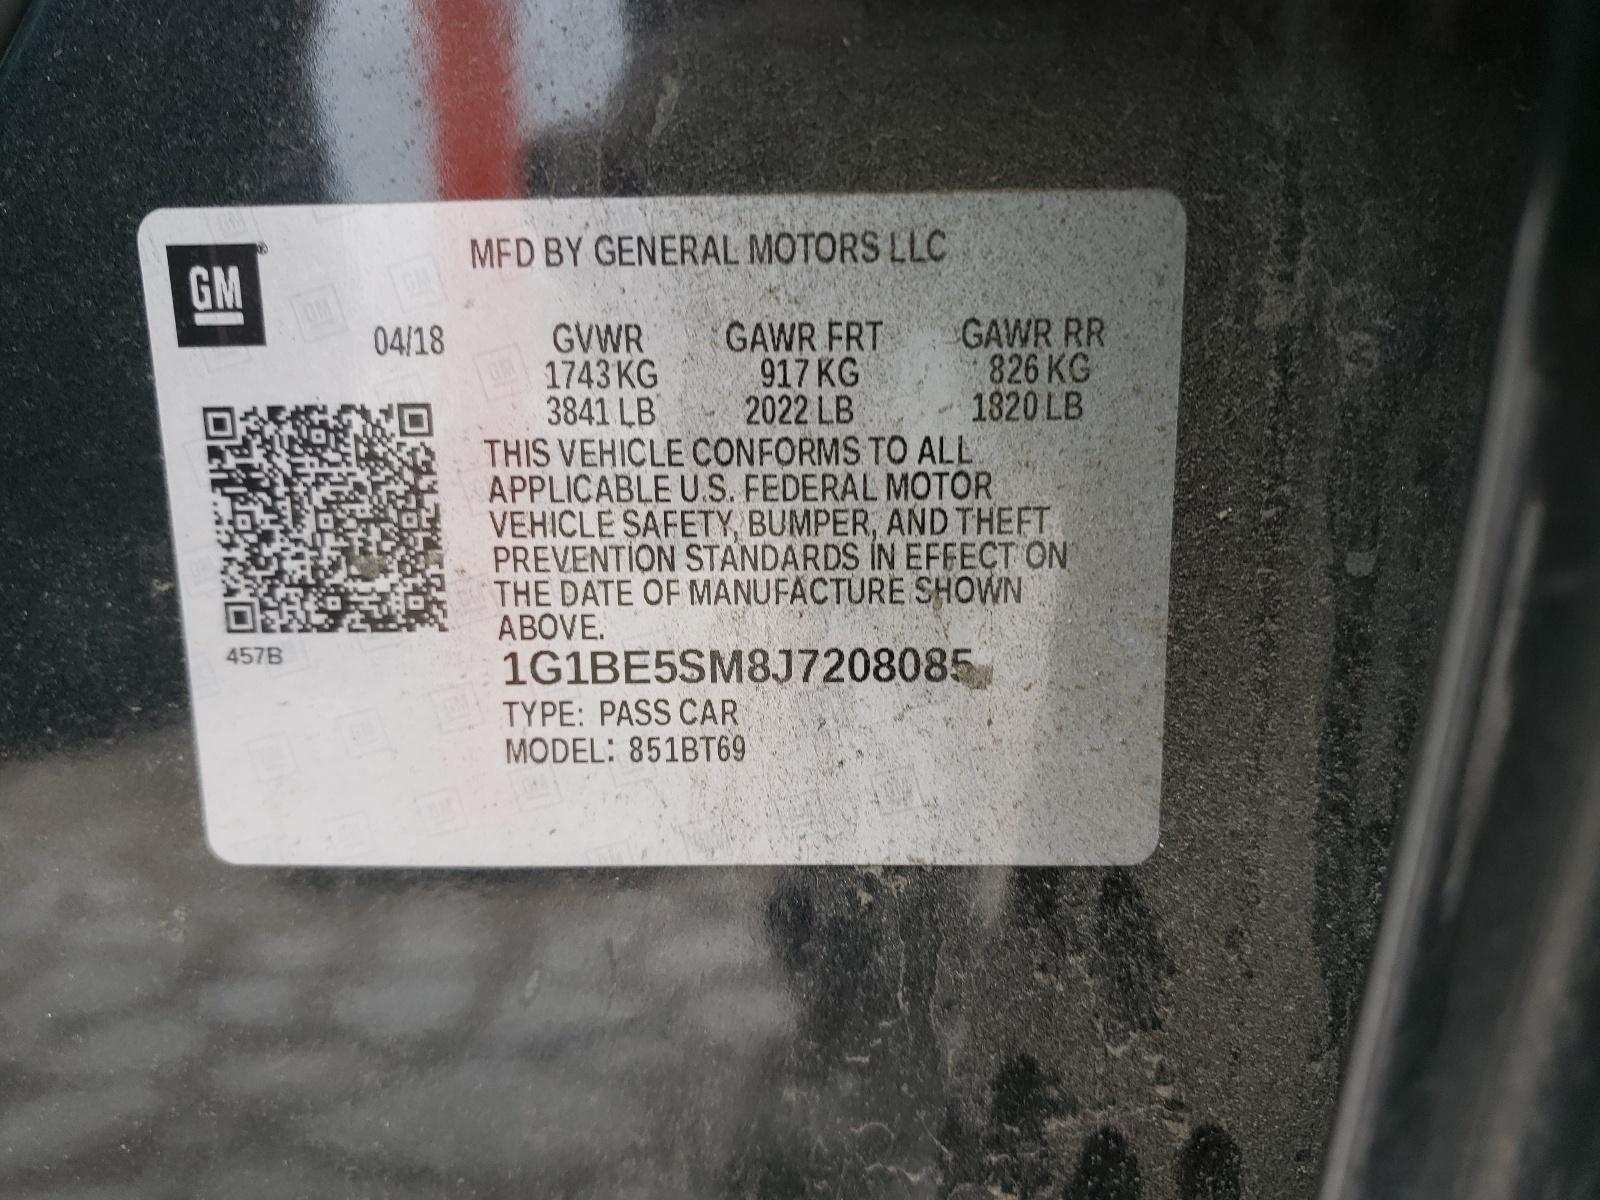 GM
MFD BY GENERAL MOTORS LLC
04/18 GVWR GAWR FRT GAWR RR
1743 KG 917 KG 826 KG
3841 LB 2022 LB 1820 LB
THIS VEHICLE CONFORMS TO ALL
APPLICABLE U.S. FEDERAL MOTOR
VEHICLE SAFETY, BUMPER, AND THEFT
PREVENTION STANDARDS IN EFFECT ON
THE DATE OF MANUFACTURE SHOWN
ABOVE.
457B
1G1BE5SM8J7208085
TYPE: PASS CAR
MODEL: 851BT69